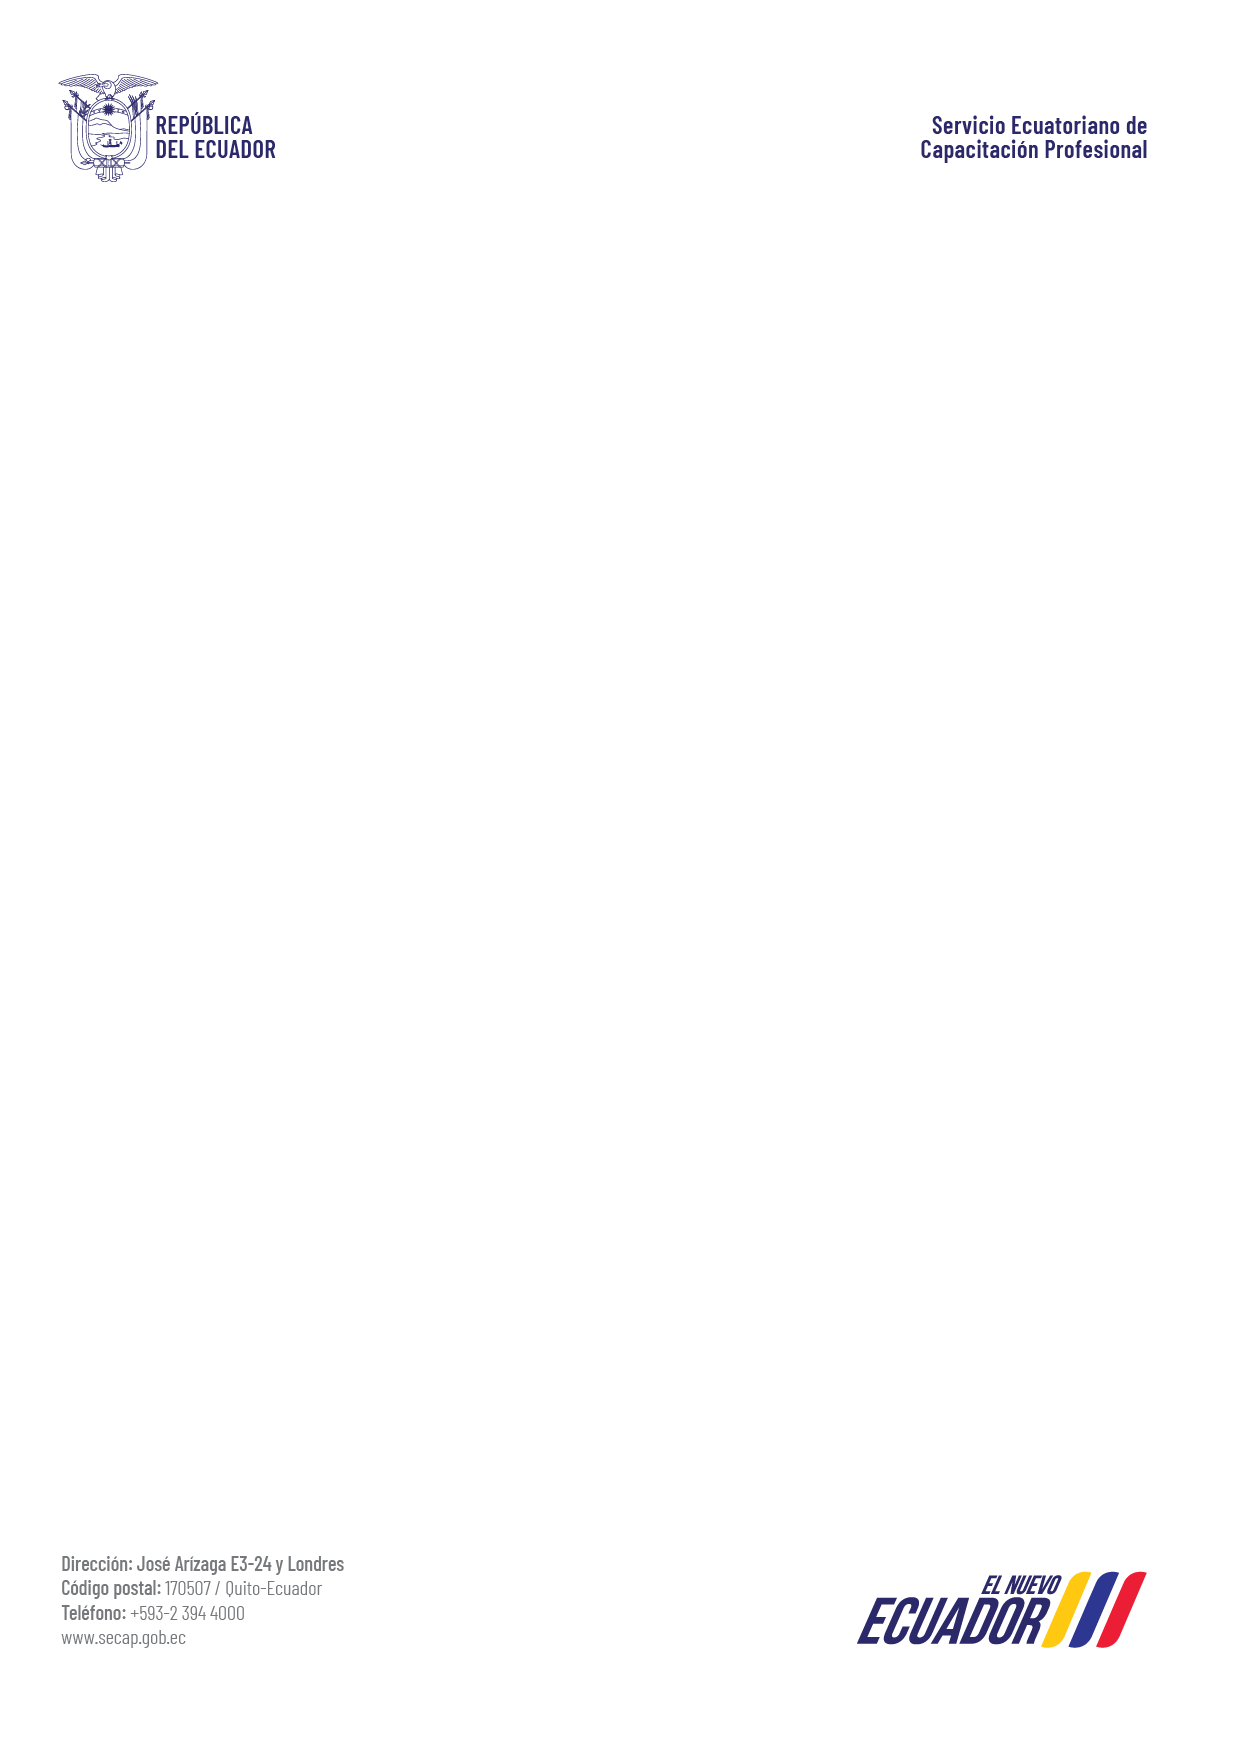 REPÚBLICA
DEL ECUADOR
Servicio Ecuatoriano de
Capacitación Profesional
Dirección: José Arízaga E3-24 y Londres
Código postal: 170507 / Quito-Ecuador
Teléfono: +593-2 394 4000
www.secap.gob.ec
EL NUEVO
ECUADOR